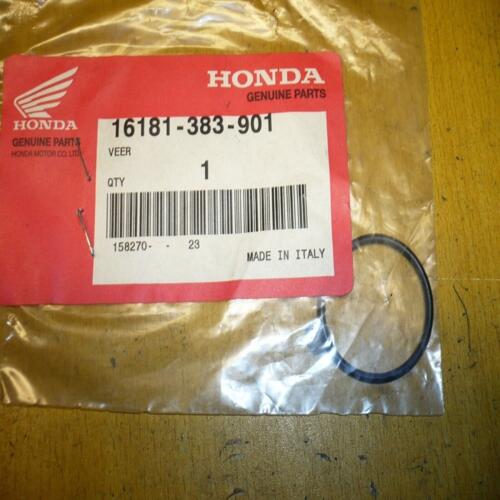 HONDA
GENUINE PARTS
HONDA MOTOR CO., LTD.
HONDA
GENUINE PARTS
16181-383-901
VEER
QTY 1
158270- - 23
MADE IN ITALY